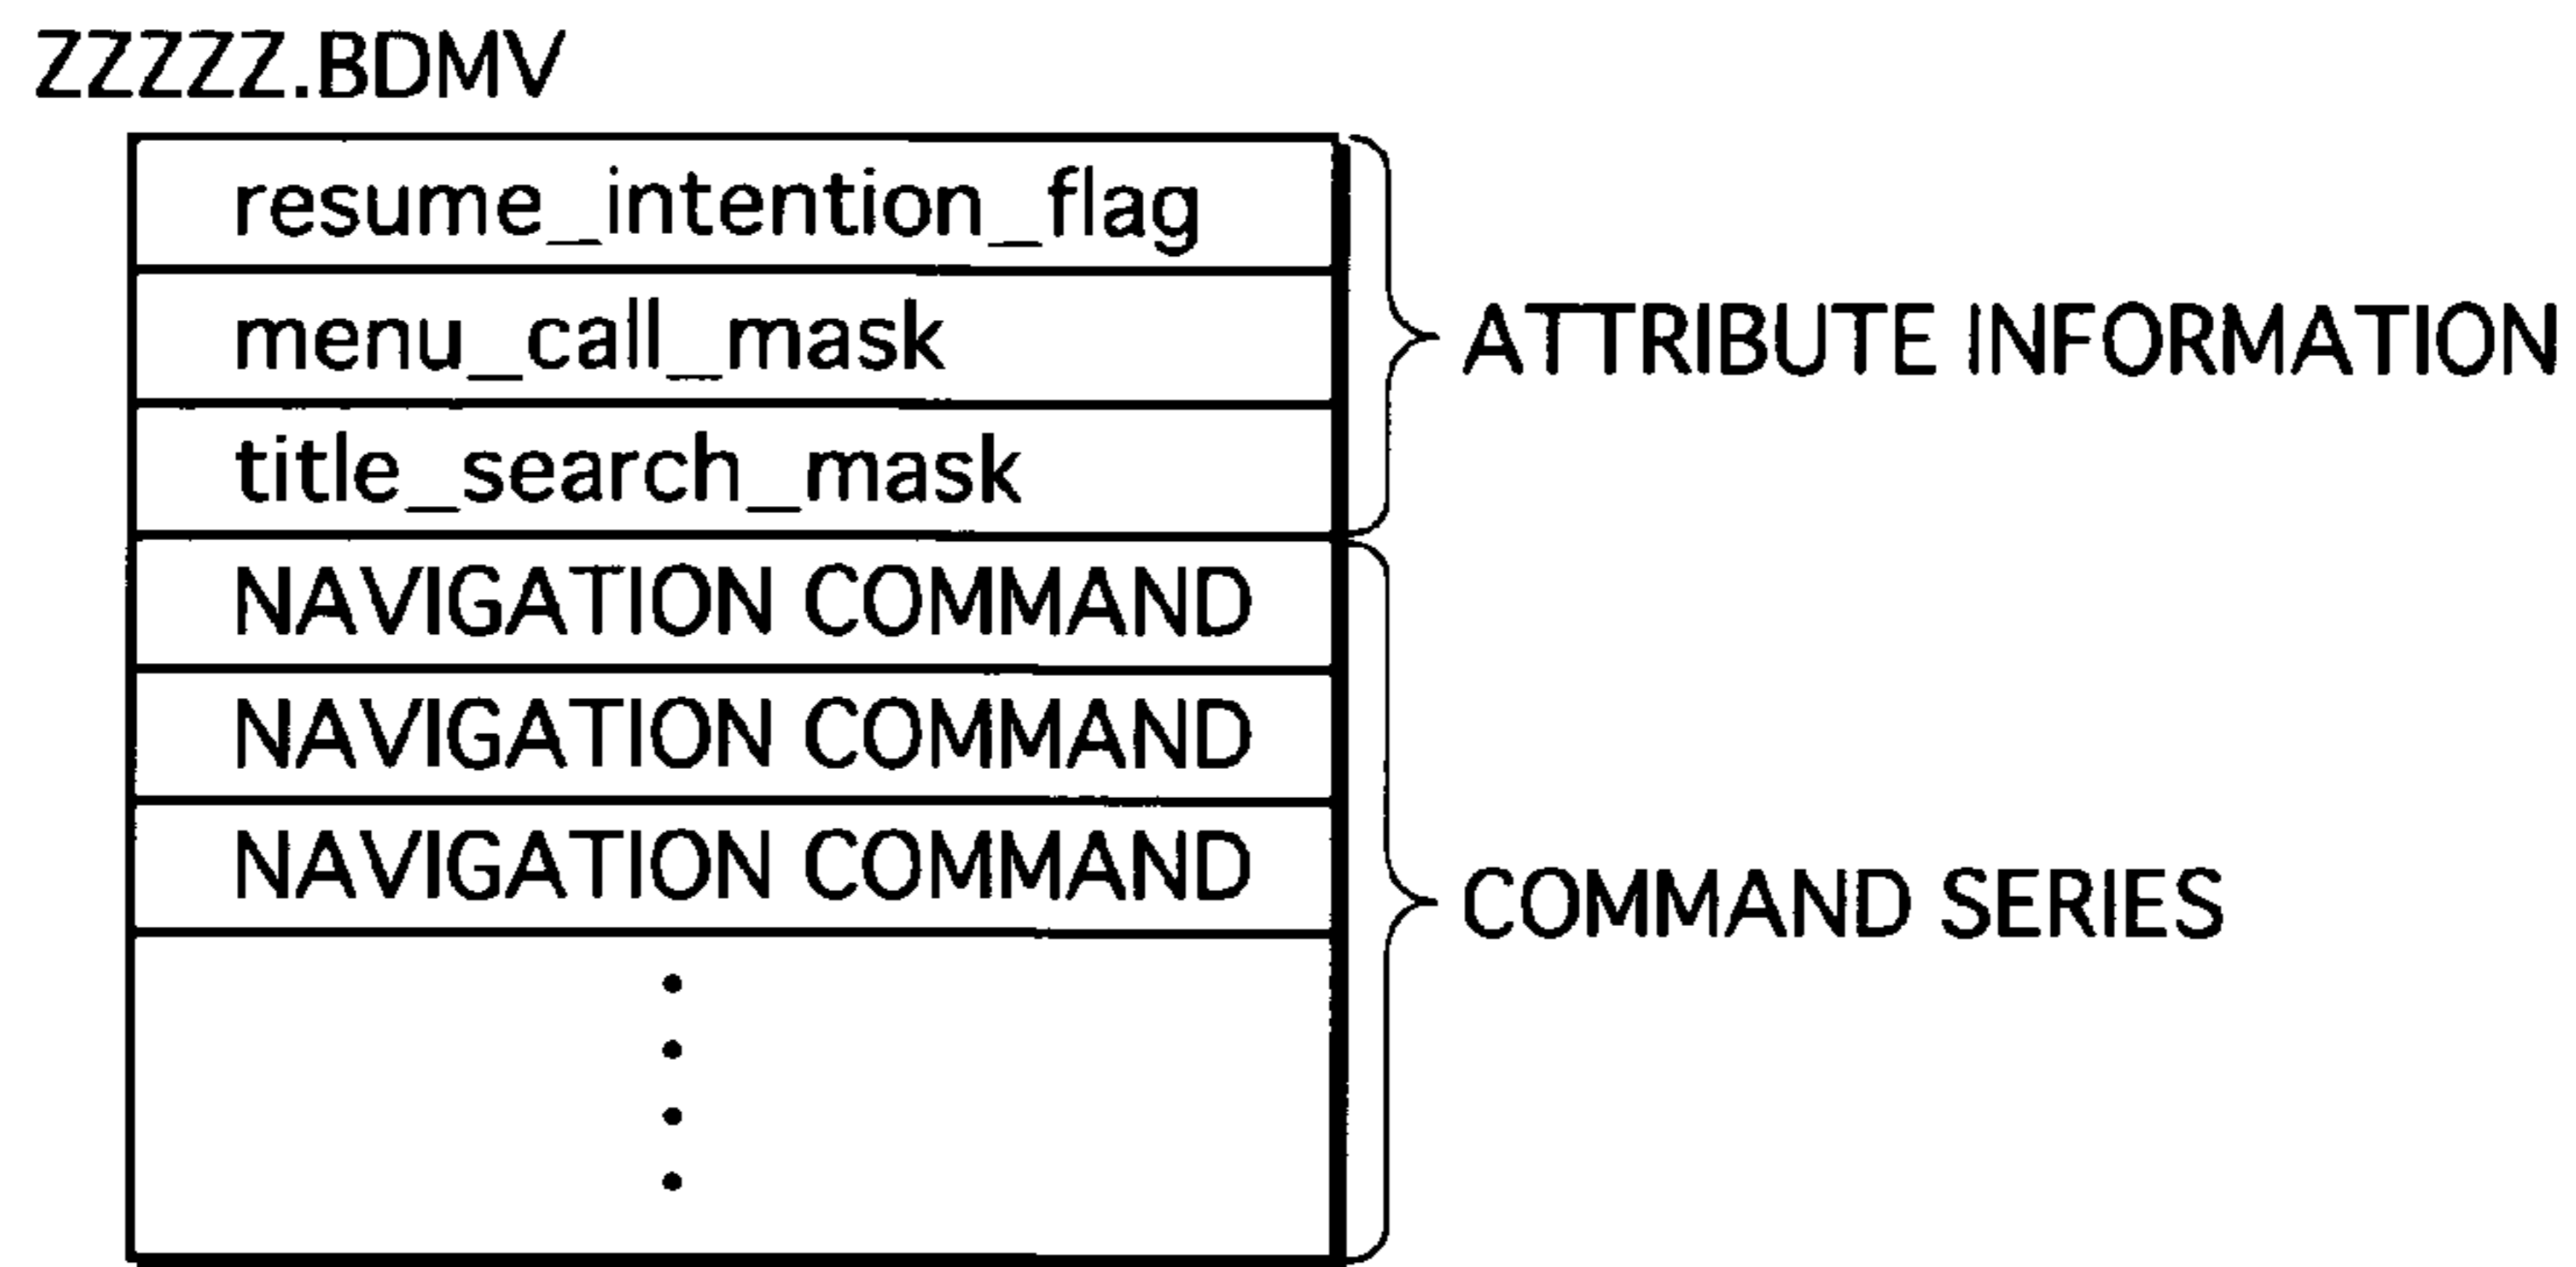 ZZZZZ.BDMV
resume_intention_flag
menu_call_mask
ATTRIBUTE INFORMATION
title_search_mask
NAVIGATION COMMAND
NAVIGATION COMMAND
NAVIGATION COMMAND
COMMAND SERIES